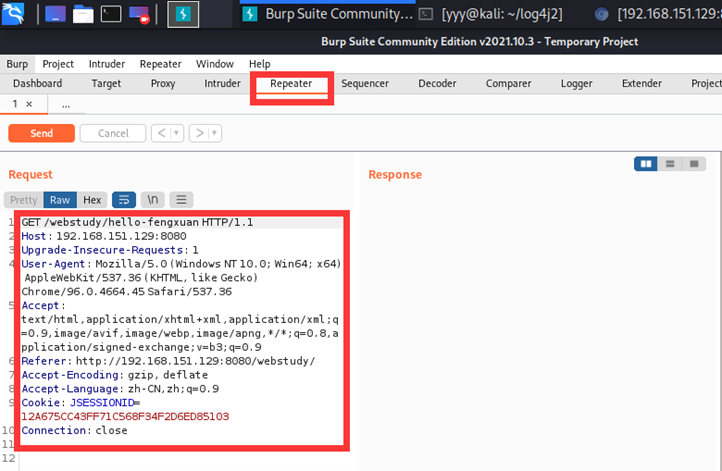 Burp Suite Community... [yyy@kali: ~/log4j2] [192.168.151.129:8
Burp Suite Community Edition v2021.10.3 - Temporary Project
Burp Project Intruder Repeater Window Help
Dashboard Target Proxy Intruder Repeater Sequencer Decoder Comparer Logger Extender Project
1 × ...
Send Cancel < > 
Request Response
Pretty Raw Hex \n
1 GET /webstudy/hello-fengxuan HTTP/1.1
2 Host: 192.168.151.129:8080
3 Upgrade-Insecure-Requests: 1
4 User-Agent: Mozilla/5.0 (Windows NT 10.0; Win64; x64)
AppleWebKit/537.36 (KHTML, like Gecko)
Chrome/96.0.4664.45 Safari/537.36
5 Accept:
text/html,application/xhtml+xml,application/xml;q
=0.9,image/avif,image/webp,image/apng,*/*;q=0.8,a
pplication/signed-exchange;v=b3;q=0.9
6 Referer: http://192.168.151.129:8080/webstudy/
7 Accept-Encoding: gzip, deflate
8 Accept-Language: zh-CN,zh;q=0.9
9 Cookie: JSESSIONID=
12A675CC43FF71C568F34F2D6ED85103
10 Connection: close
11
12